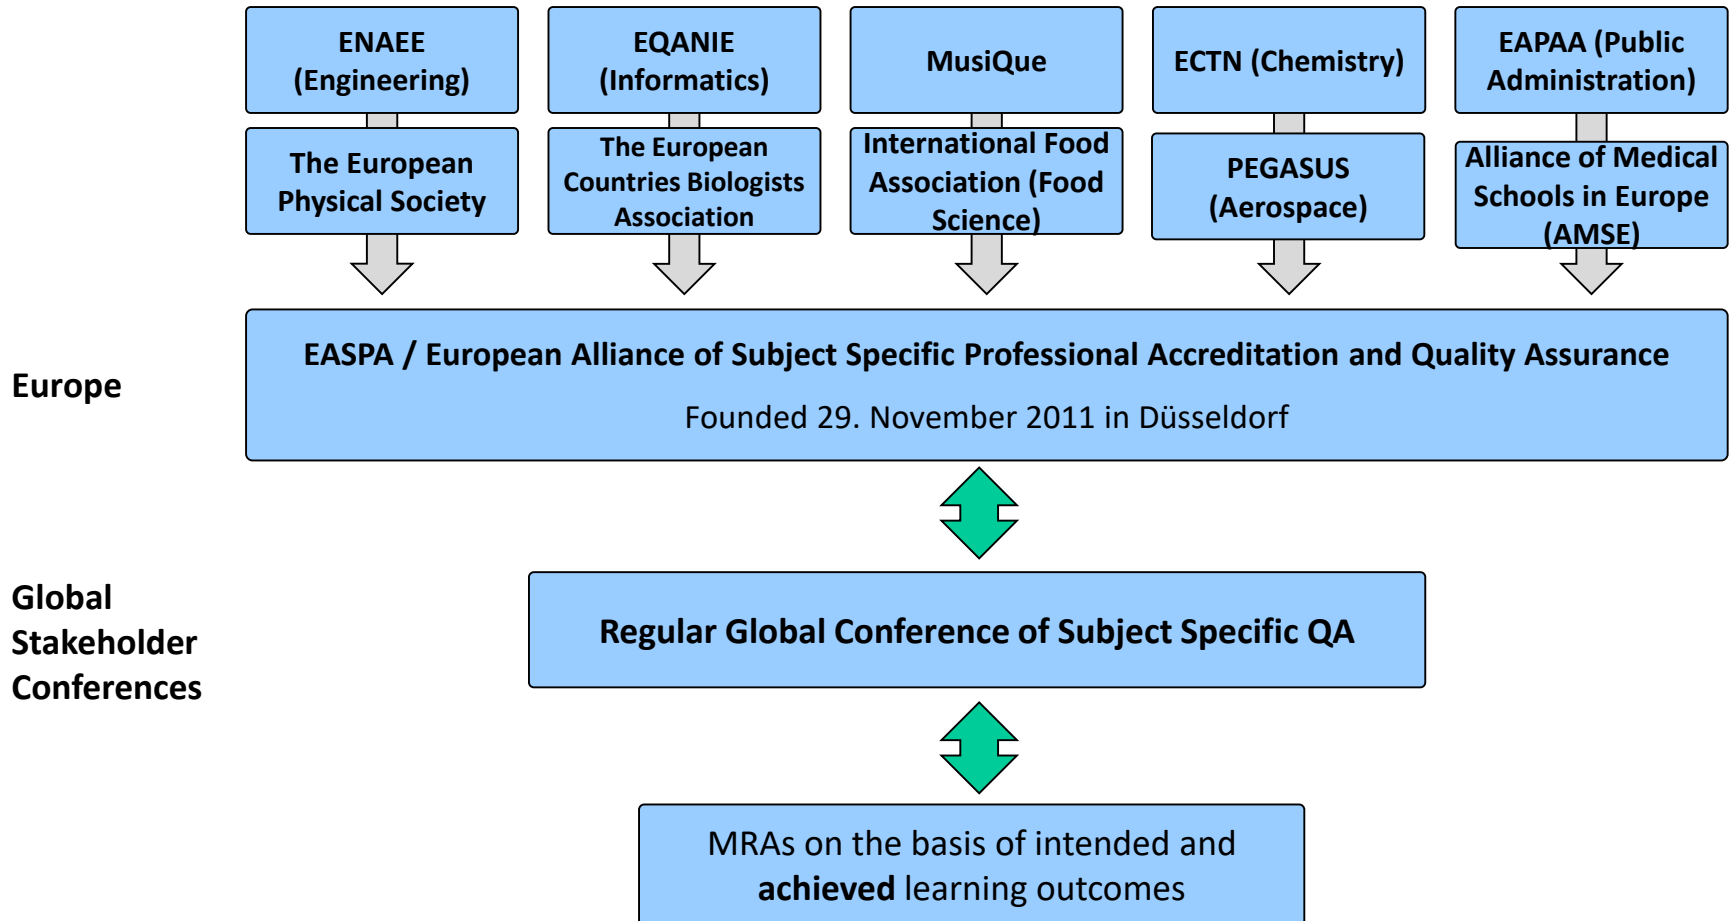 ENAEE
(Engineering)
EQANIE
(Informatics)
MusiQue
ECTN (Chemistry)
EAPAA (Public
Administration)
The European
Physical Society
The European
Countries Biologists
Association
International Food
Association (Food
Science)
PEGASUS
(Aerospace)
Alliance of Medical
Schools in Europe
(AMSE)
Europe
EASPA / European Alliance of Subject Specific Professional Accreditation and Quality Assurance
Founded 29. November 2011 in Düsseldorf
Global
Stakeholder
Conferences
Regular Global Conference of Subject Specific QA
MRAs on the basis of intended and
achieved learning outcomes